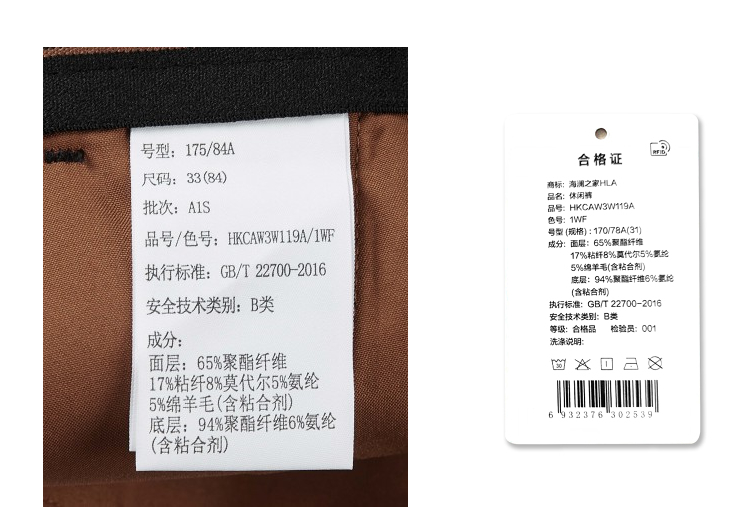 号型：175/84A
尺码：33(84)
批次：A1S
品号/色号：HKCAW3W119A/1WF
执行标准：GB/T 22700-2016
安全技术类别：B类
成分：
面层：65%聚酯纤维
17%粘纤8%莫代尔5%氨纶
5%绵羊毛(含粘合剂)
底层：94%聚酯纤维6%氨纶
(含粘合剂)
RFID
合格证
商标：海澜之家HLA
品名：休闲裤
品号：HKCAW3W119A
色号：1WF
号型(规格)：170/78A(31)
成分：面层：65%聚酯纤维
17%粘纤8%莫代尔5%氨纶
5%绵羊毛(含粘合剂)
底层：94%聚酯纤维6%氨纶
(含粘合剂)
执行标准：GB/T 22700-2016
安全技术类别：B类
等级：合格品 检验员：001
洗涤说明：
30
6 932376 302539